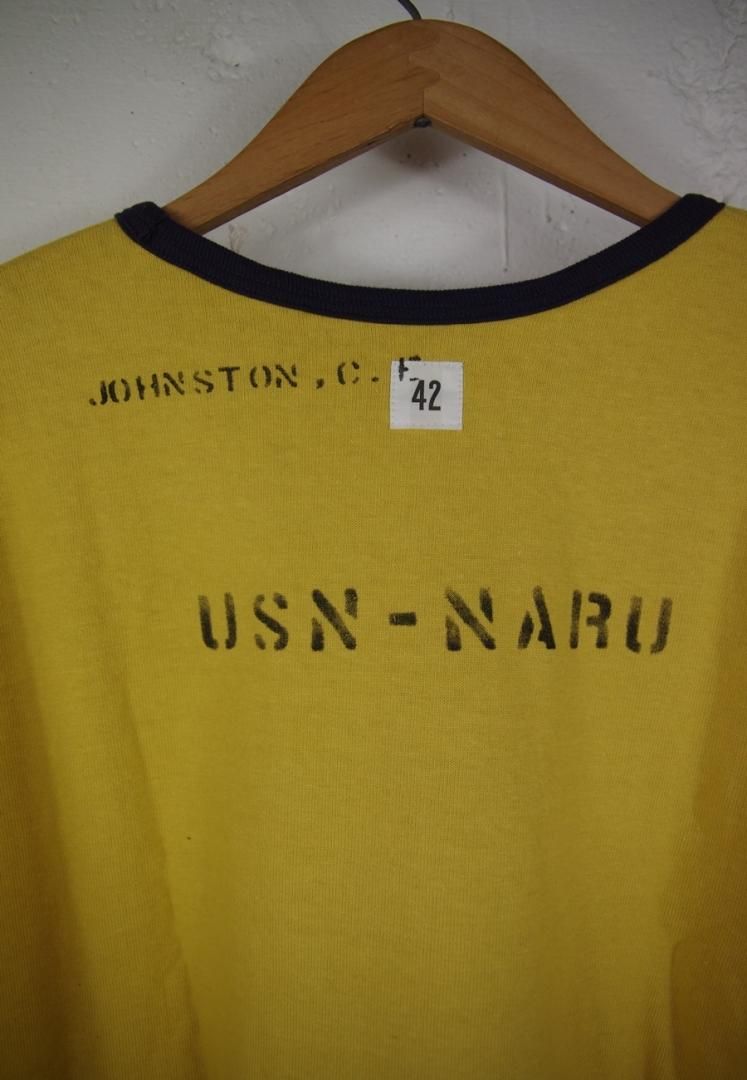 JOHNSTON, C. E
42
USN-NARU